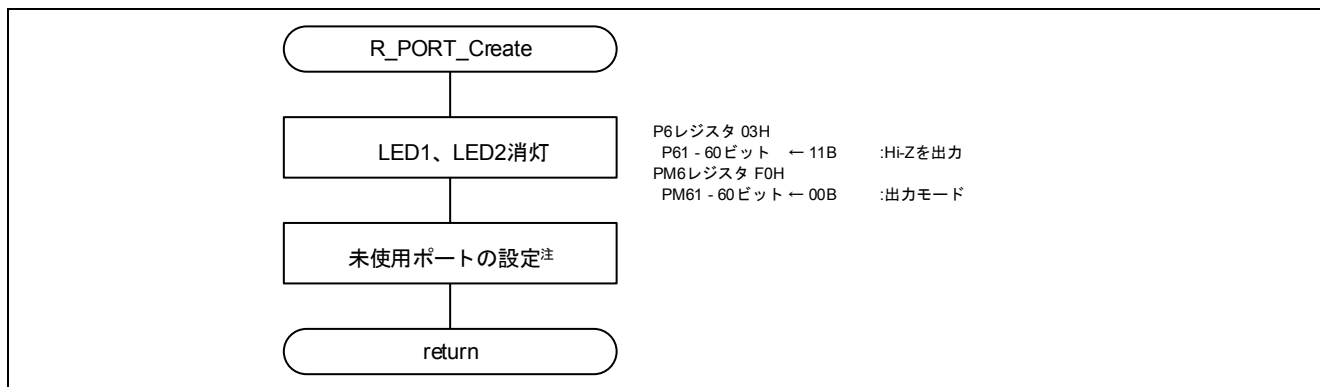 R_PORT_Create
LED1、LED2消灯
P6レジスタ 03H
P61 - 60ビット ← 11B :Hi-Zを出力
PM6レジスタ F0H
PM61 - 60ビット ← 00B :出力モード
未使用ポートの設定注
return